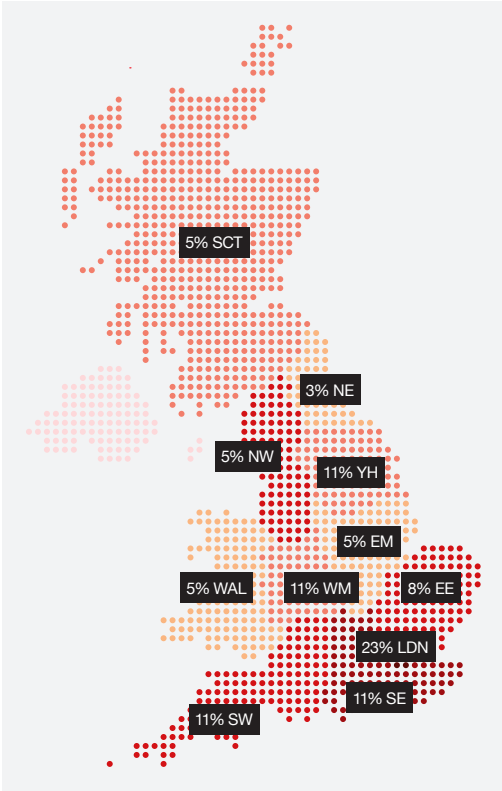 5% SCT
3% NE
5% NW
11% YH
5% EM
5% WAL
11% WM
8% EE
23% LDN
11% SE
11% SW